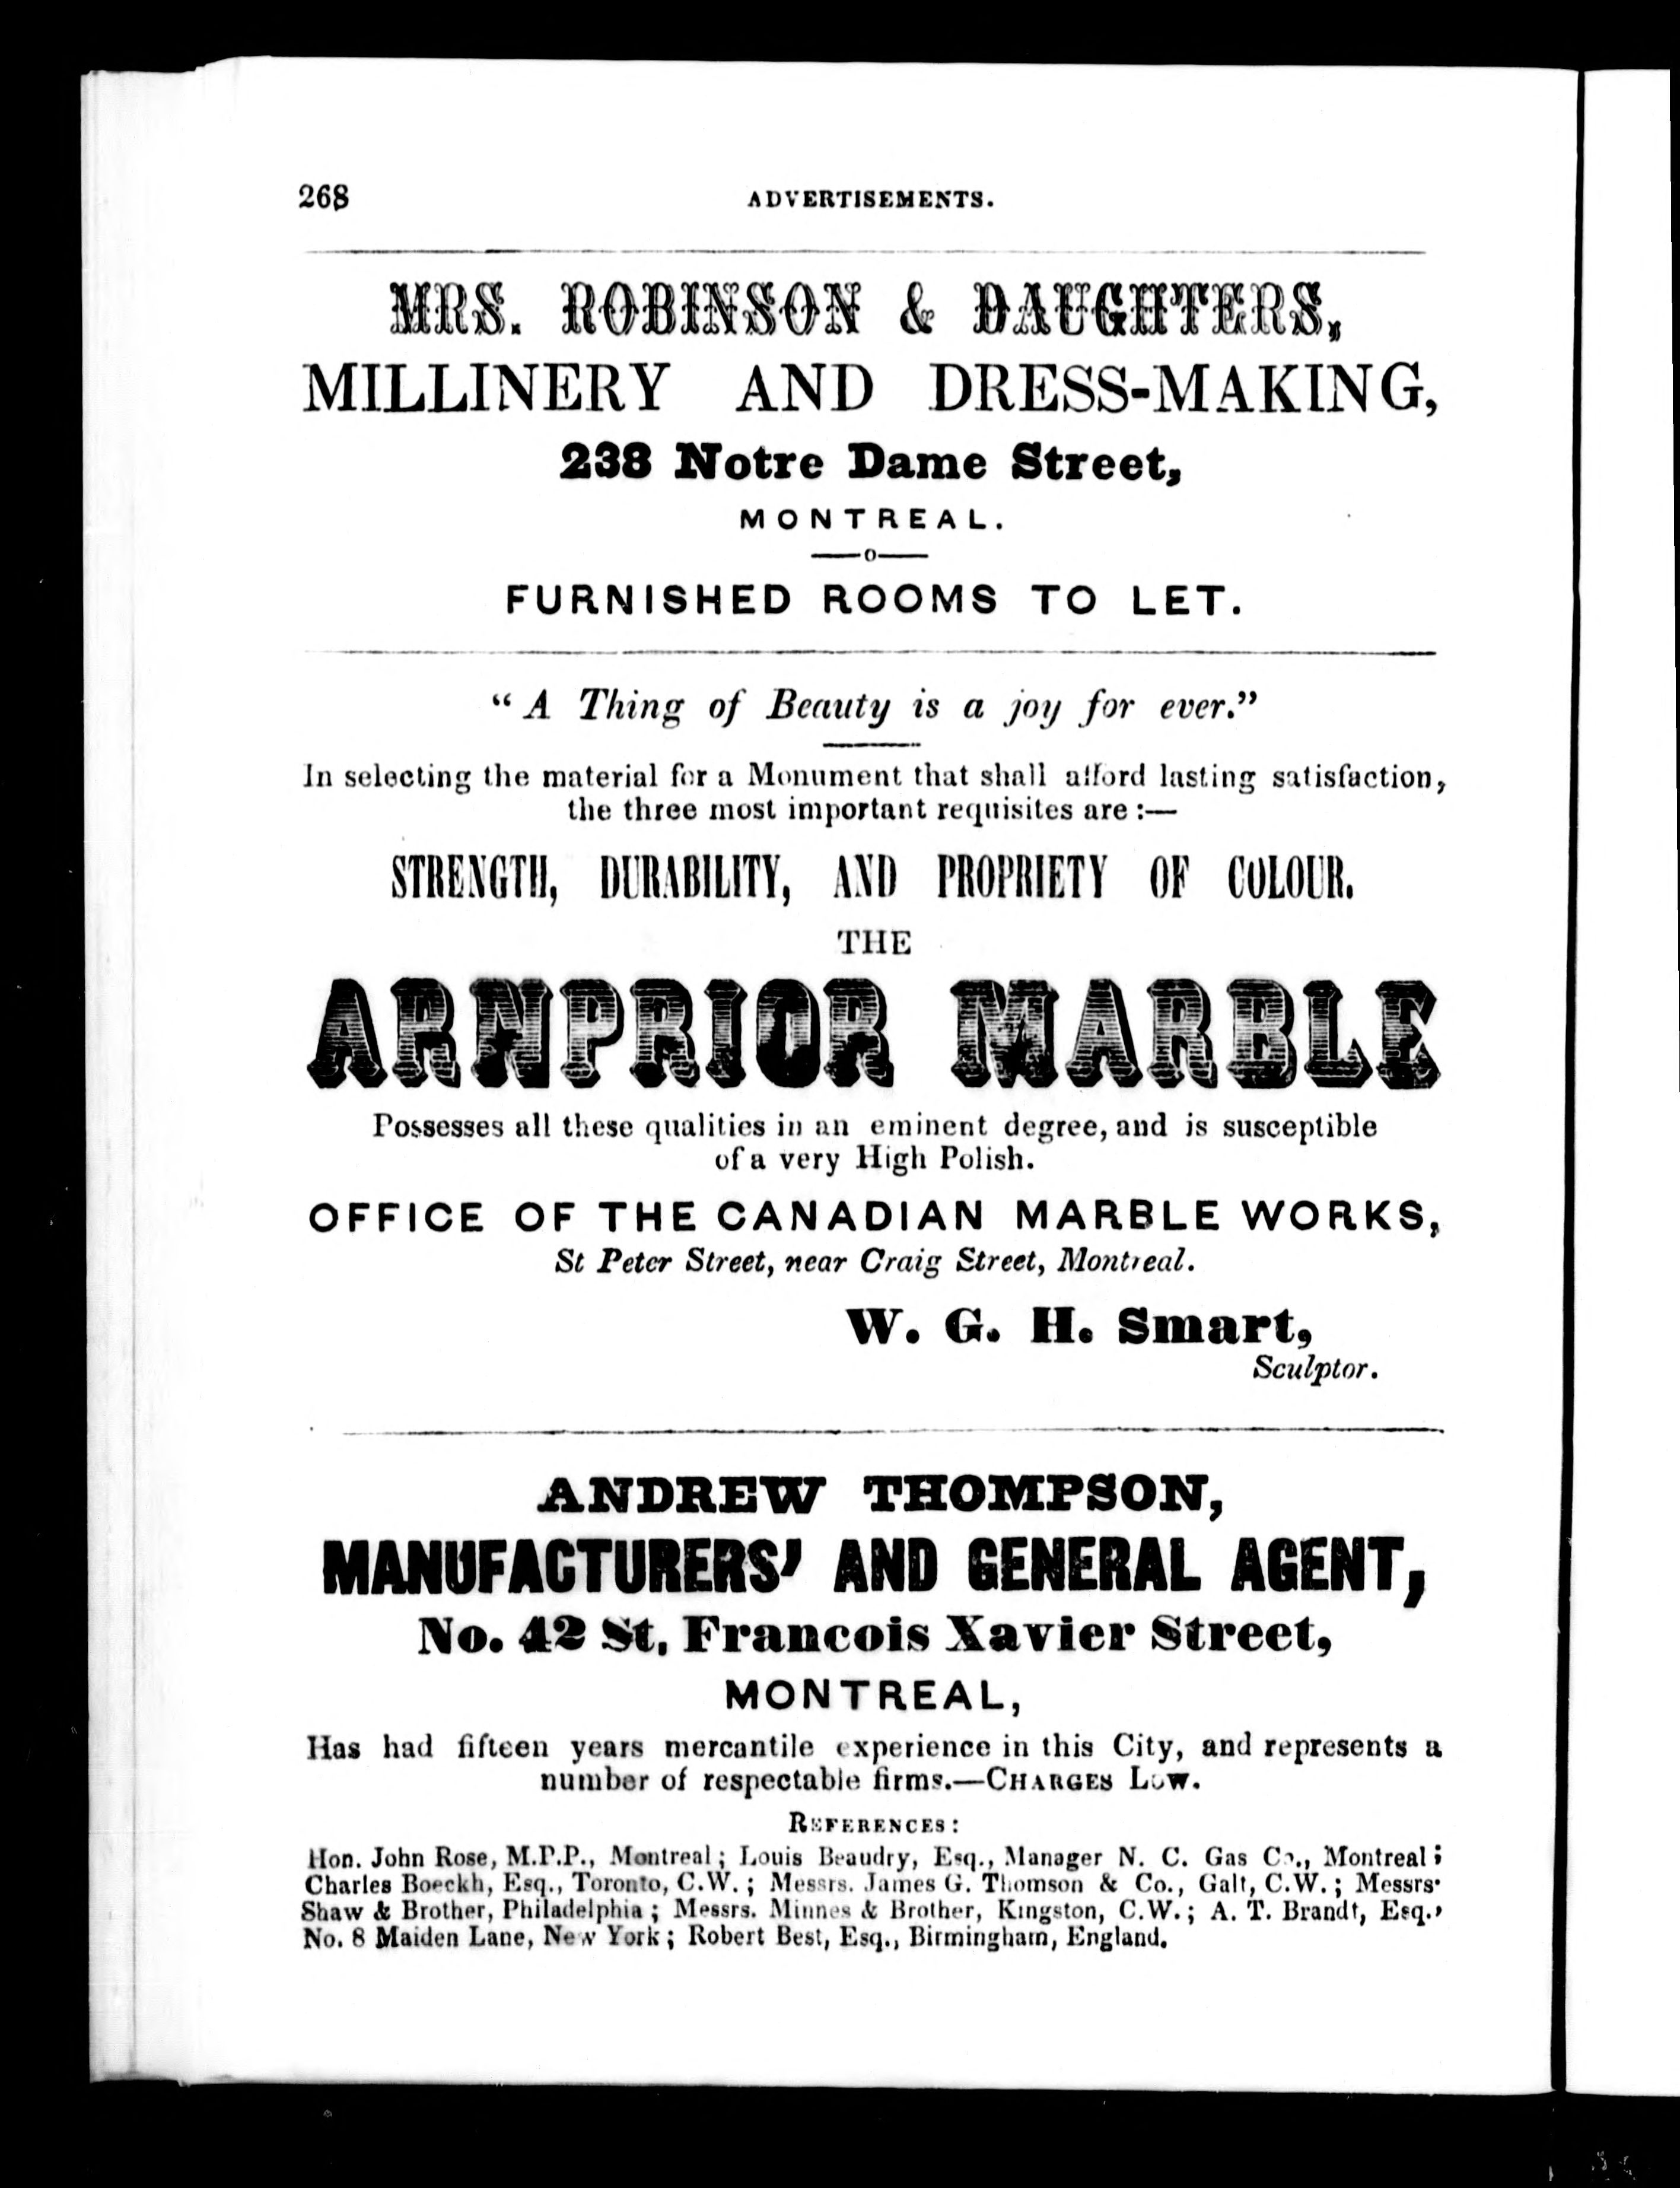 268 ADVERTISEMENTS.
MRS. ROBINSON & DAUGHTERS,
MILLINERY AND DRESS-MAKING,
238 Notre Dame Street,
MONTREAL.
——o——
FURNISHED ROOMS TO LET.
“ A Thing of Beauty is a joy for ever.”
In selecting the material for a Monument that shall afford lasting satisfaction,
the three most important requisites are :—
STRENGTH, DURABILITY, AND PROPRIETY OF COLOUR.
THE
ARNPRIOR MARBLE
Possesses all these qualities in an eminent degree, and is susceptible
of a very High Polish.
OFFICE OF THE CANADIAN MARBLE WORKS,
St Peter Street, near Craig Street, Montreal.
W. G. H. Smart,
Sculptor.
ANDREW THOMPSON,
MANUFACTURERS’ AND GENERAL AGENT,
No. 42 St. Francois Xavier Street,
MONTREAL,
Has had fifteen years mercantile experience in this City, and represents a
number of respectable firms.—CHARGES LOW.
REFERENCES :
Hon. John Rose, M.P.P., Montreal ; Louis Beaudry, Esq., Manager N. C. Gas Co., Montreal ;
Charles Boeckh, Esq., Toronto, C.W. ; Messrs. James G. Thomson & Co., Galt, C.W. ; Messrs.
Shaw & Brother, Philadelphia ; Messrs. Minnes & Brother, Kingston, C.W. ; A. T. Brandt, Esq.,
No. 8 Maiden Lane, New York ; Robert Best, Esq., Birmingham, England.